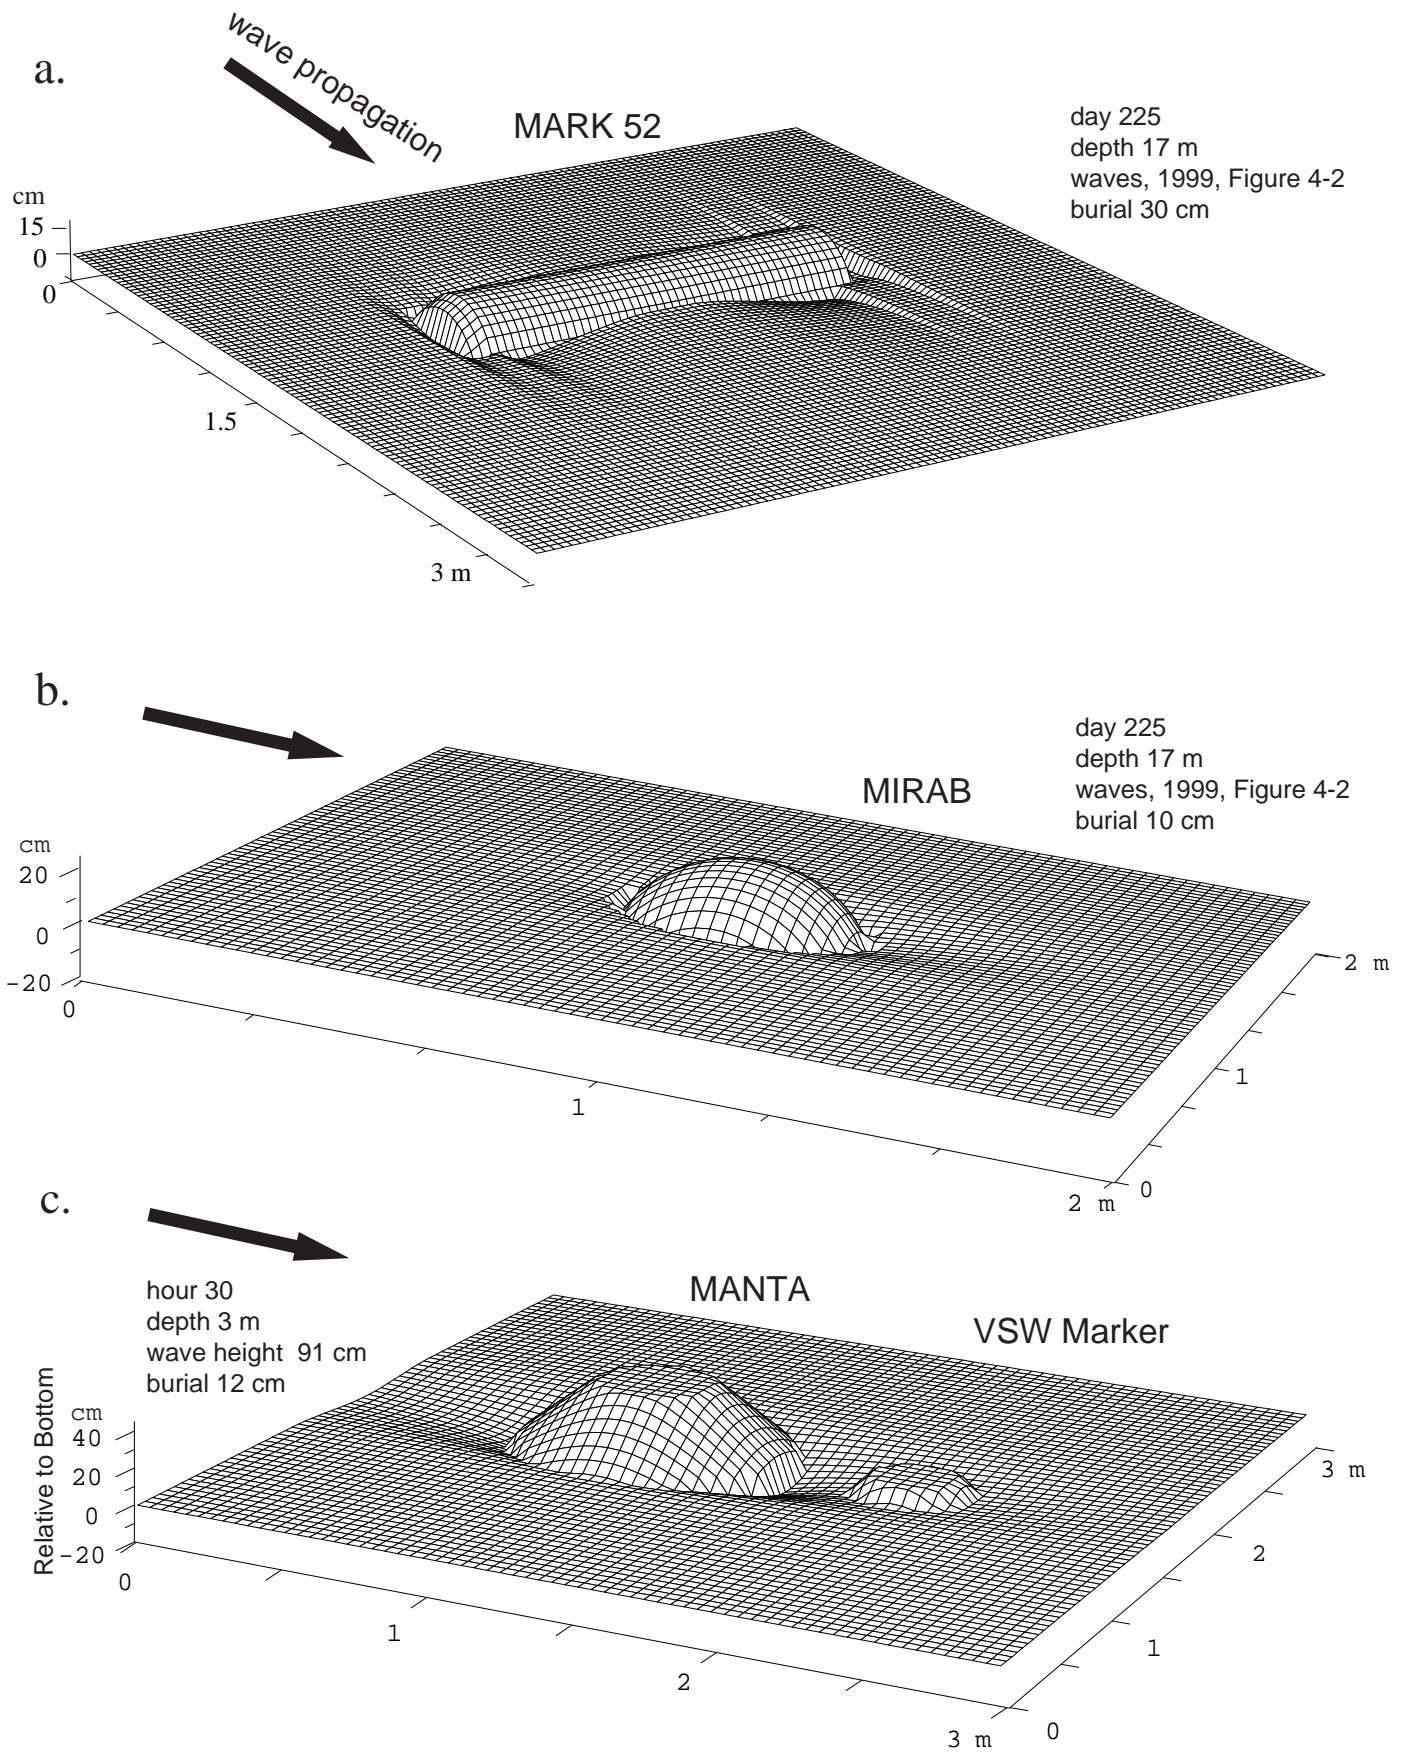 a.
wave propagation
MARK 52
day 225
depth 17 m
waves, 1999, Figure 4-2
burial 30 cm
cm
15
0
0
1.5
3 m
b.
MIRAB
day 225
depth 17 m
waves, 1999, Figure 4-2
burial 10 cm
cm
20
0
-20
0
1
2 m
0
1
2 m
c.
MANTA
VSW Marker
hour 30
depth 3 m
wave height 91 cm
burial 12 cm
Relative to Bottom
cm
40
20
0
-20
0
1
2
3 m
0
1
2
3 m